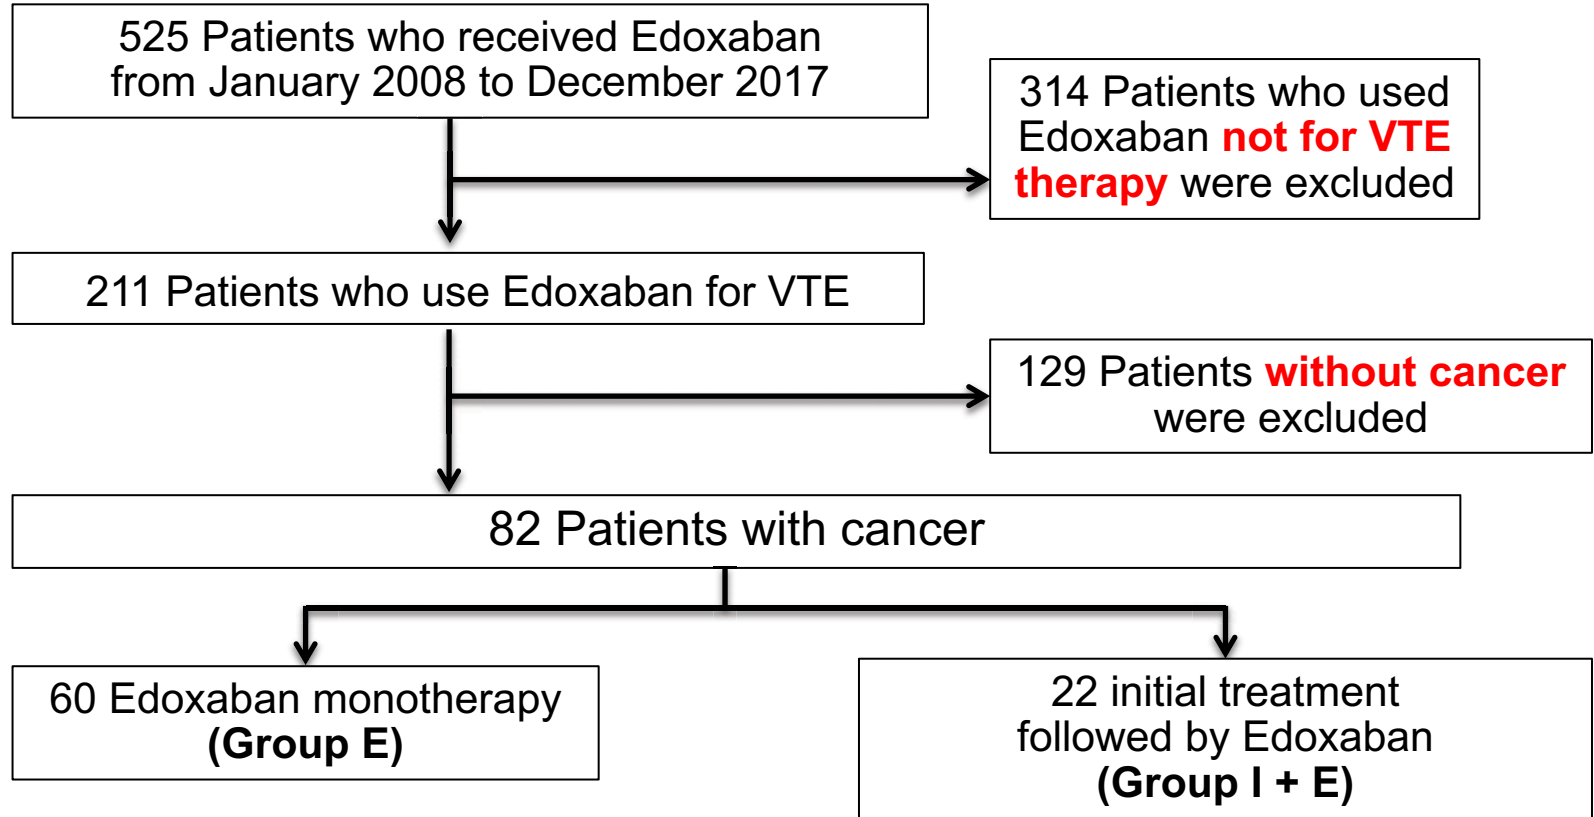 525 Patients who received Edoxaban
from January 2008 to December 2017
314 Patients who used
Edoxaban not for VTE
therapy were excluded
211 Patients who use Edoxaban for VTE
129 Patients without cancer
were excluded
82 Patients with cancer
60 Edoxaban monotherapy
(Group E)
22 initial treatment
followed by Edoxaban
(Group I + E)